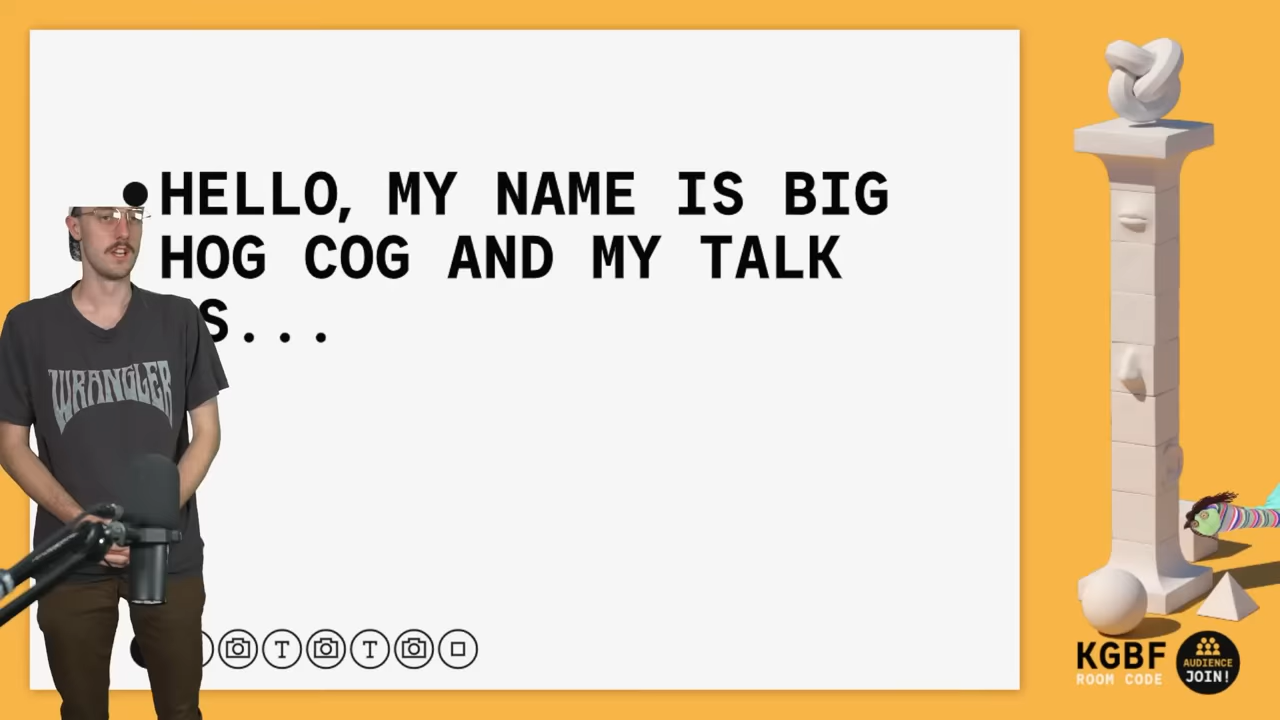 HELLO, MY NAME IS BIG
HOG COG AND MY TALK
S...
WRANGLER
T
T
KGBF
ROOM CODE
AUDIENCE
JOIN!